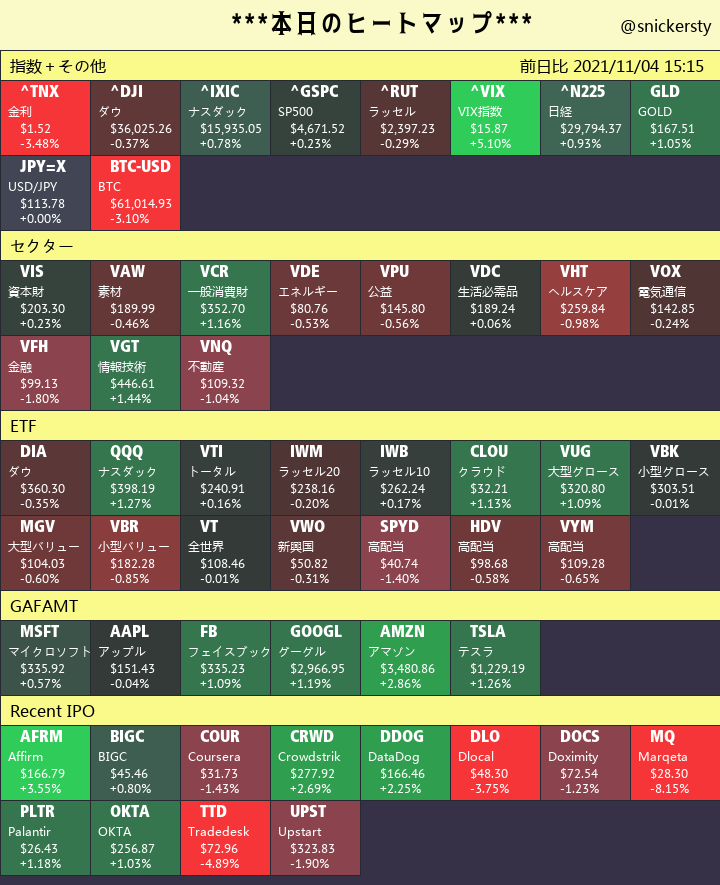 ***本日のヒートマップ***
@snickersty
指数+その他 前日比 2021/11/04 15:15
^TNX ^DJI ^IXIC ^GSPC ^RUT ^VIX ^N225 GLD
金利 ダウ ナスダック SP500 ラッセル VIX指数 日経 GOLD
$1.52 $36,025.26 $15,935.05 $4,671.52 $2,397.23 $15.87 $29,794.37 $167.51
-3.48% -0.37% +0.78% +0.23% -0.29% +5.10% +0.93% +1.05%
JPY=X BTC-USD
USD/JPY BTC
$113.78 $61,014.93
+0.00% -3.10%
セクター
VIS VAW VCR VDE VPU VDC VHT VOX
資本財 素材 一般消費財 エネルギー 公益 生活必需品 ヘルスケア 電気通信
$203.30 $189.99 $352.70 $80.76 $145.80 $189.24 $259.84 $142.85
+0.23% -0.46% +1.16% -0.53% -0.56% +0.06% -0.98% -0.24%
VFH VGT VNQ
金融 情報技術 不動産
$99.13 $446.61 $109.32
-1.80% +1.44% -1.04%
ETF
DIA QQQ VTI IWM IWB CLOU VUG VBK
ダウ ナスダック トータル ラッセル20 ラッセル10 クラウド 大型グロース 小型グロース
$360.30 $398.19 $240.91 $238.16 $262.24 $32.21 $320.80 $303.51
-0.35% +1.27% +0.16% -0.20% +0.17% +1.13% +1.09% -0.01%
MGV VBR VT VWO SPYD HDV VYM
大型バリュー 小型バリュー 全世界 新興国 高配当 高配当 高配当
$104.03 $182.28 $108.46 $50.82 $40.74 $98.68 $109.28
-0.60% -0.85% -0.01% -0.31% -1.40% -0.58% -0.65%
GAFAMT
MSFT AAPL FB GOOGL AMZN TSLA
マイクロソフト アップル フェイスブック グーグル アマゾン テスラ
$335.92 $151.43 $335.23 $2,966.95 $3,480.86 $1,229.19
+0.57% -0.04% +1.09% +1.19% +2.86% +1.26%
Recent IPO
AFRM BIGC COUR CRWD DDOG DLO DOCS MQ
Affirm BIGC Coursera Crowdstrik DataDog Dlocal Doximity Marqeta
$166.79 $45.46 $31.73 $277.92 $166.46 $48.30 $72.54 $28.30
+3.55% +0.80% -1.43% +2.69% +2.25% -3.75% -1.23% -8.15%
PLTR OKTA TTD UPST
Palantir OKTA Tradedesk Upstart
$26.43 $256.87 $72.96 $323.83
+1.18% +1.03% -4.89% -1.90%